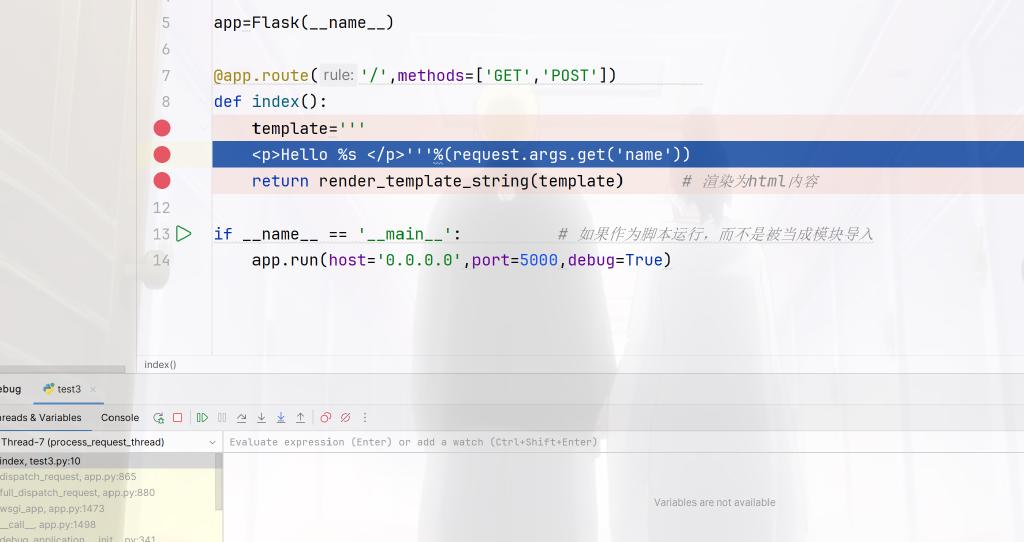 5 app=Flask(__name__)
6
7 @app.route( rule: '/',methods=['GET','POST'])
8 def index():
template='''
<p>Hello %s </p>'''%(request.args.get('name'))
return render_template_string(template) # 渲染为html内容
12
13 if __name__ == '__main__': # 如果作为脚本运行，而不是被当成模块导入
14 app.run(host='0.0.0.0',port=5000,debug=True)
index()
ebug test3
reads & Variables Console
Thread-7 (process_request_thread) Evaluate expression (Enter) or add a watch (Ctrl+Shift+Enter)
index, test3.py:10
dispatch_request, app.py:865
full_dispatch_request, app.py:880
wsgi_app, app.py:1473
__call__, app.py:1498
debug_application, __init__.py:341
Variables are not available